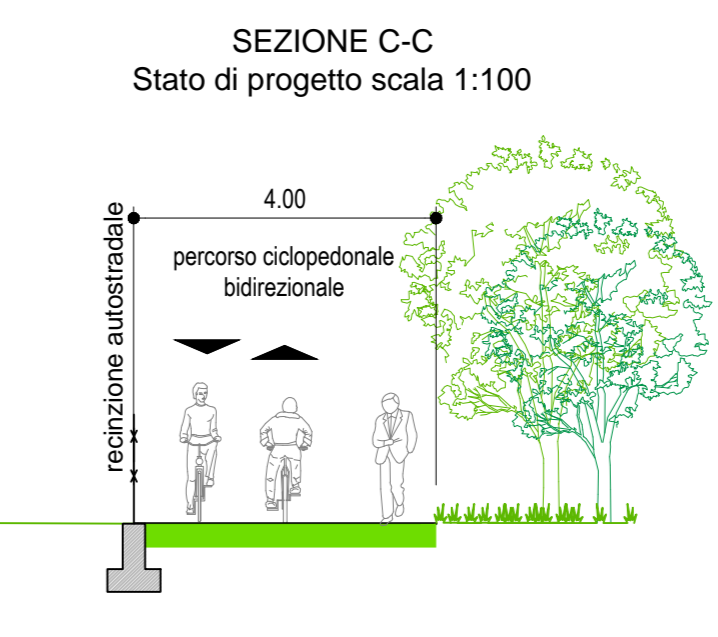 SEZIONE C-C
Stato di progetto scala 1:100
4.00
percorso ciclopedonale
bidirezionale
recinzione autostradale